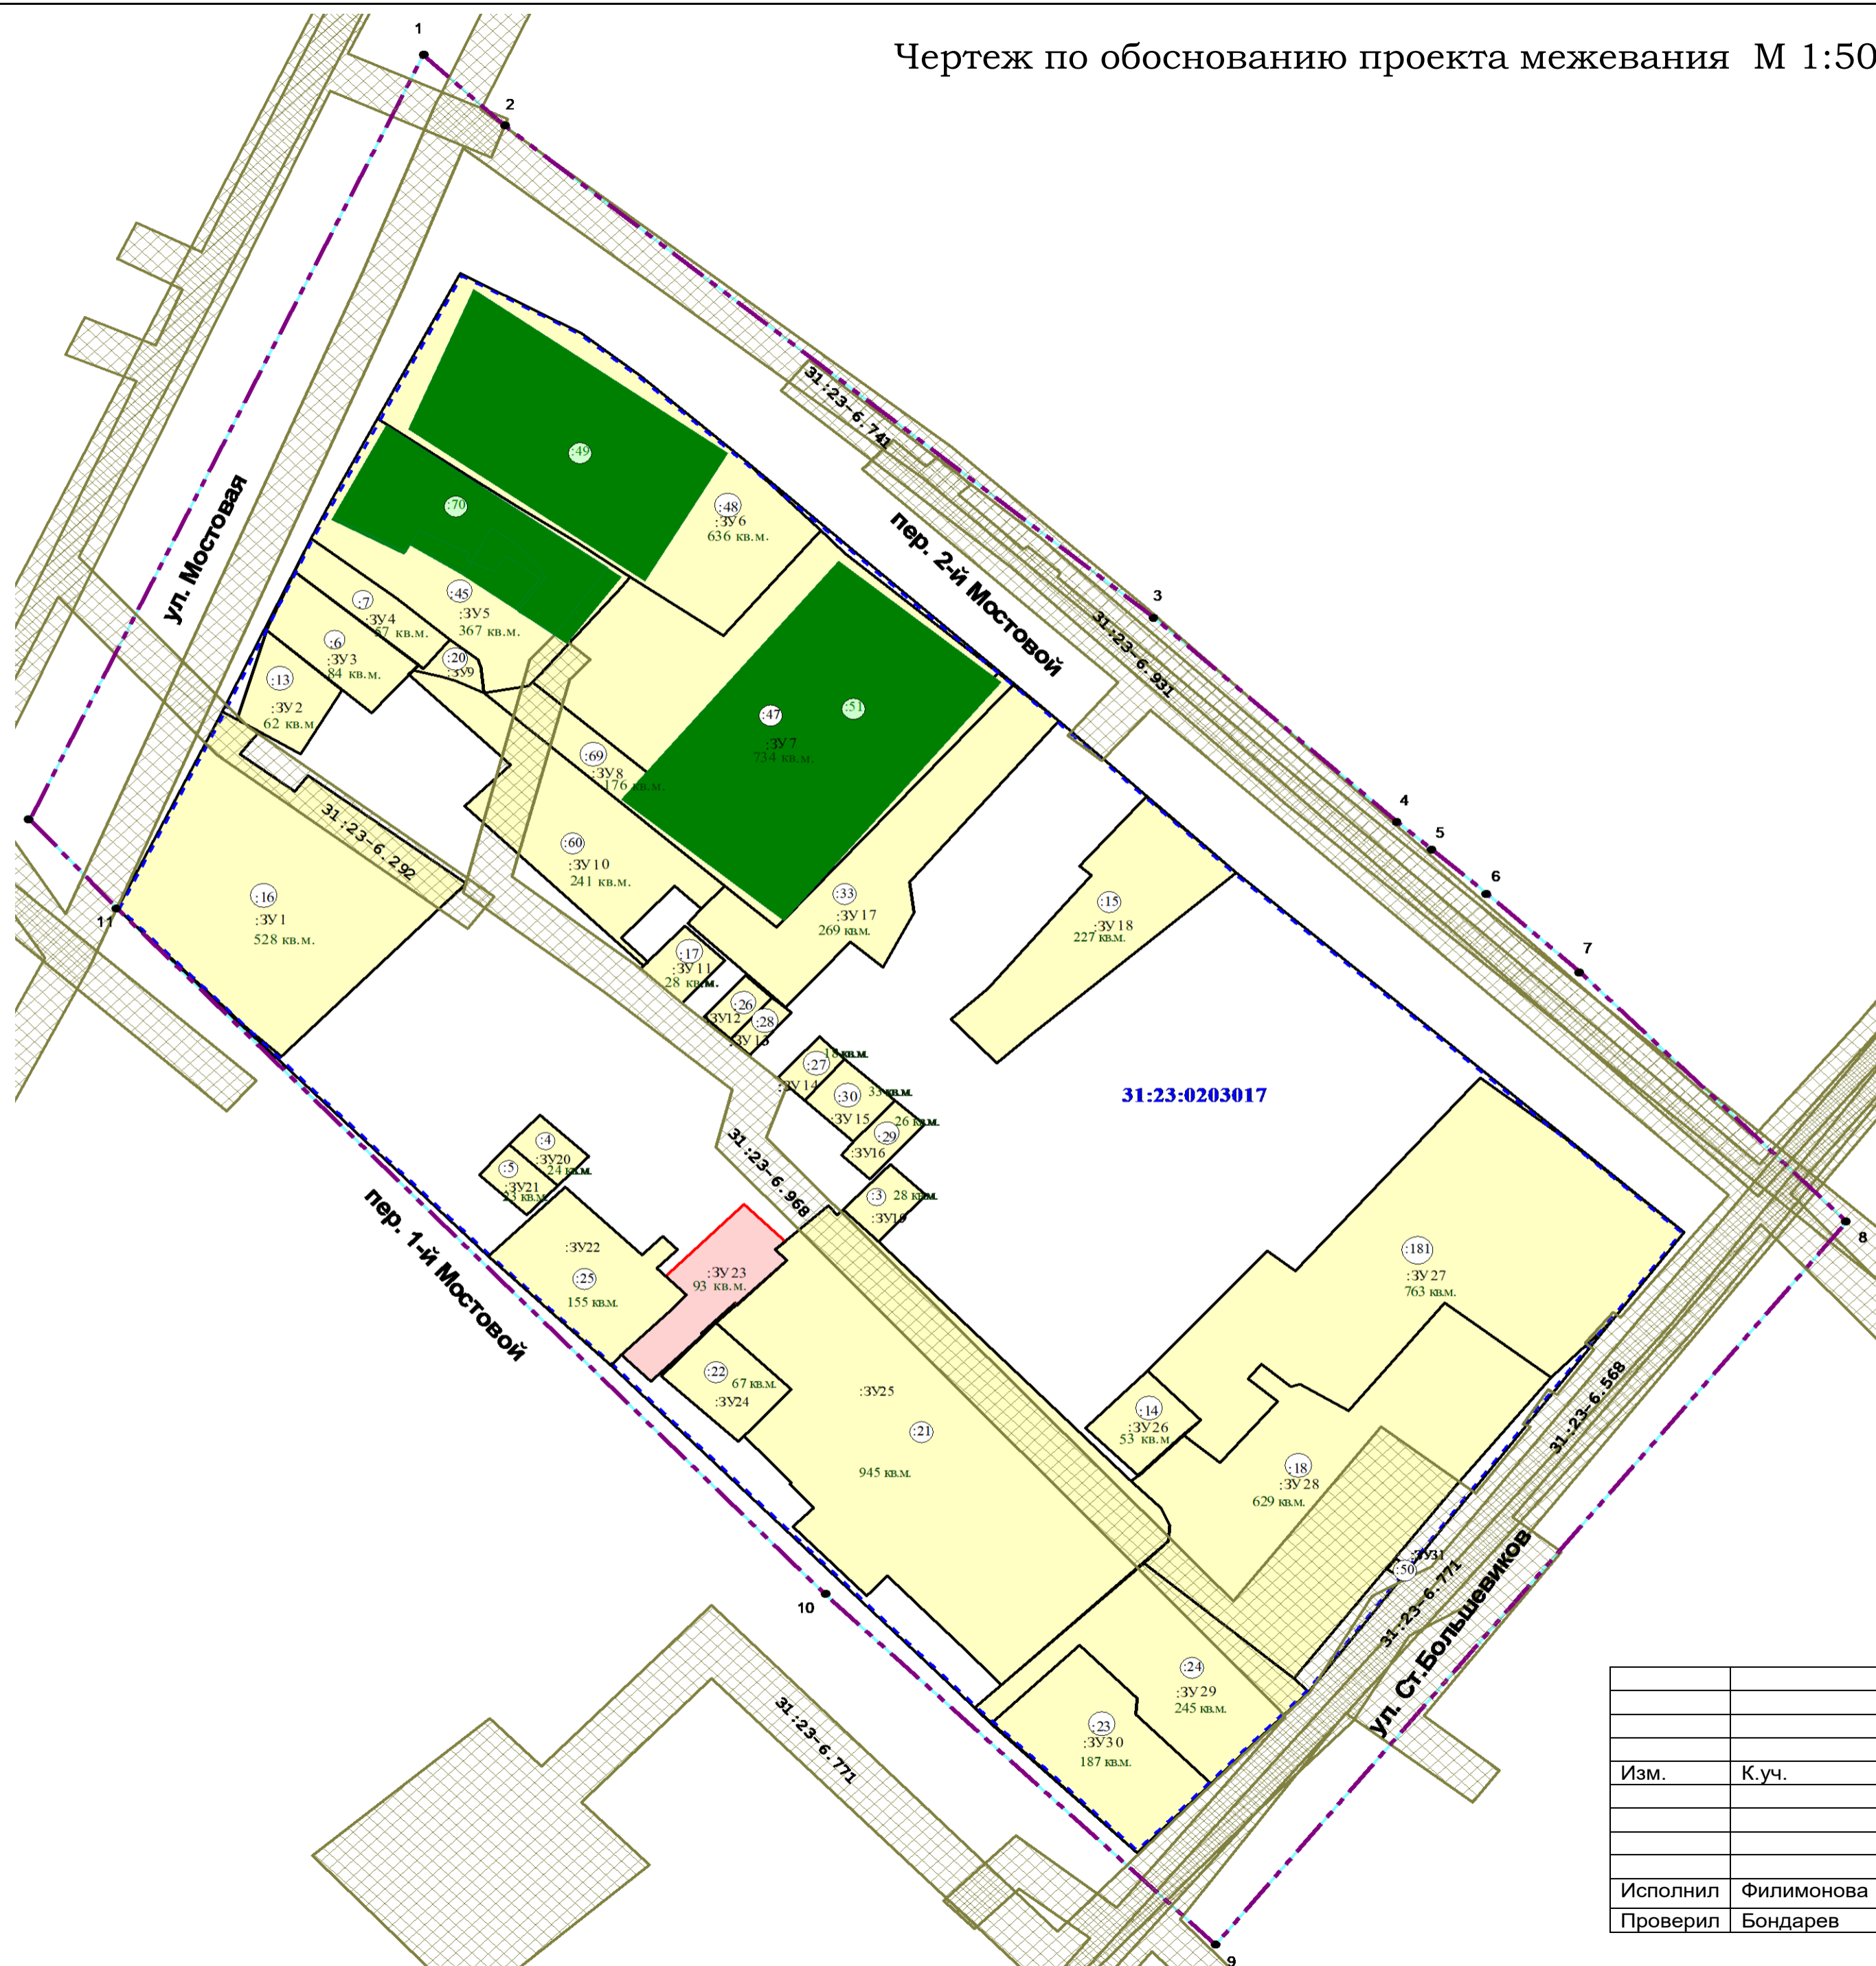 Чертеж по обоснованию проекта межевания М 1:50
1
2
3
4
5
6
7
8
9
10
11
ул. Мостовая
пер. 2-й Мостовой
пер. 1-й Мостовой
ул. Ст.Большевиков
31:23-6.741
31:23-6.931
31:23-6.292
31:23-6.968
31:23-6.568
31:23-6.771
31:23-6.771
31:23:0203017
:49
:70
:48
:ЗУ6
636 кв.м.
:45
:ЗУ5
367 кв.м.
:7
:ЗУ4
57 кв.м.
:6
:ЗУ3
84 кв.м.
:13
:ЗУ2
62 кв.м
:20
:ЗУ9
:47
:51
:ЗУ7
734 кв.м.
:69
:ЗУ8
176 кв.м.
:60
:ЗУ10
241 кв.м.
:16
:ЗУ1
528 кв.м.
:33
:ЗУ17
269 кв.м.
:15
:ЗУ18
227 кв.м.
:17
:ЗУ11
28 кв.м.
:26
:ЗУ12
:28
:ЗУ13
18 кв.м.
:27
:ЗУ14
:30
33 кв.м.
:ЗУ15
26 кв.м.
:29
:ЗУ16
:3
28 кв.м.
:ЗУ19
:4
:ЗУ20
24 кв.м.
:5
:ЗУ21
23 кв.м.
:ЗУ22
:25
155 кв.м.
:ЗУ23
93 кв.м.
:22
67 кв.м.
:ЗУ24
:ЗУ25
:21
945 кв.м.
:181
:ЗУ27
763 кв.м.
:14
:ЗУ26
53 кв.м
:18
:ЗУ28
629 кв.м.
:ЗУ31
:50
:24
:ЗУ29
245 кв.м.
:23
:ЗУ30
187 кв.м.
Изм. К.уч.
Исполнил Филимонова
Проверил Бондарев